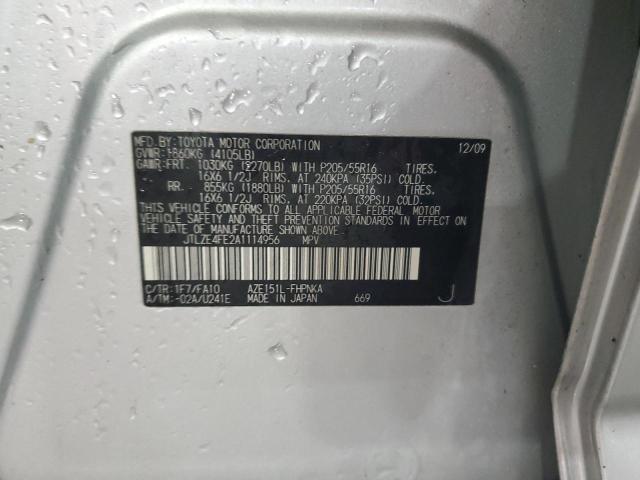 MFD.BY:TOYOTA MOTOR CORPORATION 12/09
GVWR:1860KG (4105LB)
GAWR:FRT. 1030KG (2270LB) WITH P205/55R16 TIRES,
16X6 1/2J RIMS, AT 240KPA (35PSI) COLD.
RR. 855KG (1880LB) WITH P205/55R16 TIRES,
16X6 1/2J RIMS, AT 220KPA (32PSI) COLD.
THIS VEHICLE CONFORMS TO ALL APPLICABLE FEDERAL MOTOR
VEHICLE SAFETY AND BUMPER STANDARDS IN EFFECT ON
THE DATE OF MANUFACTURE SHOWN ABOVE.
JTLZE4FE2A1114956 MPV
C/TR:1F7/FA10 AZE151L-FHPNKA
A/TM:-02A/U241E MADE IN JAPAN 669 J